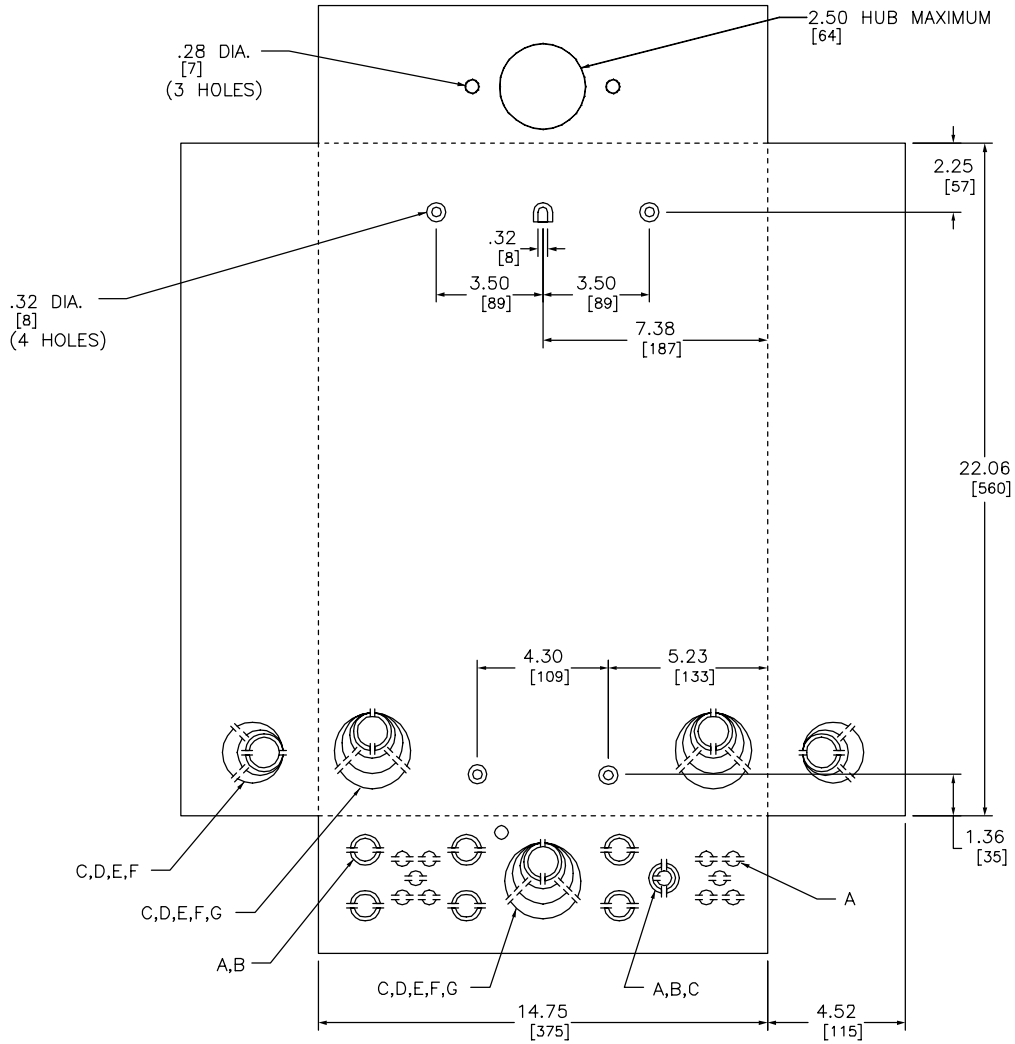 2.50 HUB MAXIMUM
[64]
.28 DIA.
[7]
(3 HOLES)
2.25
[57]
.32
[8]
3.50
[89]
3.50
[89]
.32 DIA.
[8]
(4 HOLES)
7.38
[187]
22.06
[560]
4.30
[109]
5.23
[133]
1.36
[35]
C,D,E,F
C,D,E,F,G
A
A,B
C,D,E,F,G
A,B,C
14.75
[375]
4.52
[115]